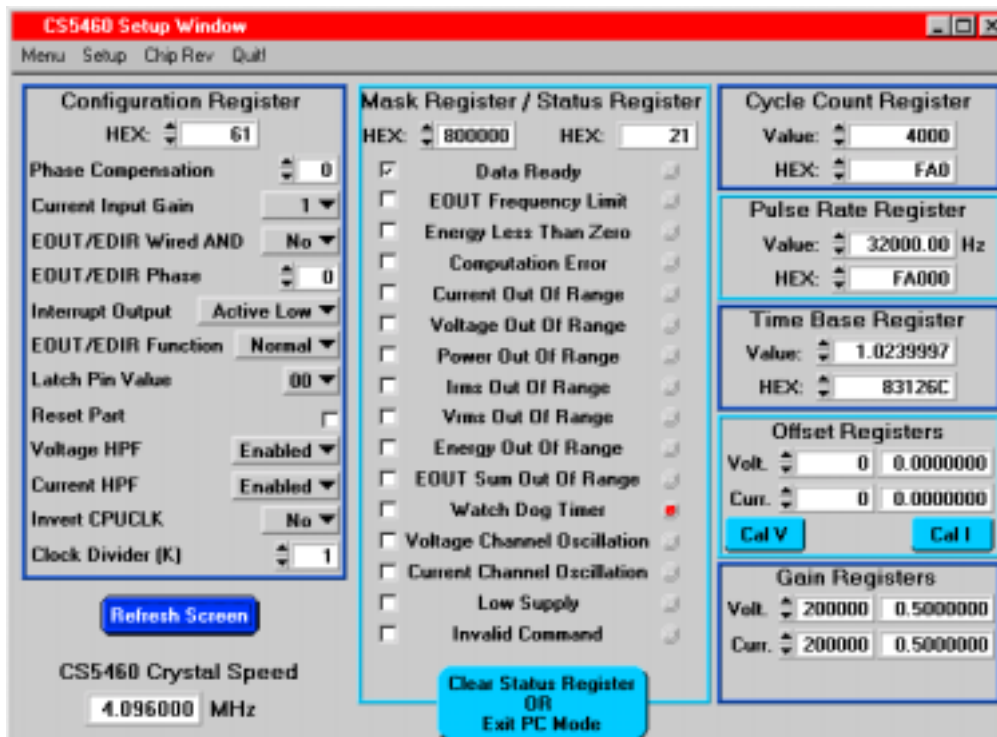 CS5460 Setup Window
Menu Setup Chip Rev Quit!
Configuration Register
HEX: 61
Phase Compensation 0
Current Input Gain 1
EOUT/EDIR Wired AND No
EOUT/EDIR Phase 0
Interrupt Output Active Low
EOUT/EDIR Function Normal
Latch Pin Value 00
Reset Part
Voltage HPF Enabled
Current HPF Enabled
Invert CPUCLK No
Clock Divider (K) 1
Refresh Screen
CS5460 Crystal Speed
4.096000 MHz
Mask Register / Status Register
HEX: 800000 HEX: 21
Data Ready
EOUT Frequency Limit
Energy Less Than Zero
Computation Error
Current Out Of Range
Voltage Out Of Range
Power Out Of Range
Irms Out Of Range
Vrms Out Of Range
Energy Out Of Range
EOUT Sum Out Of Range
Watch Dog Timer
Voltage Channel Oscillation
Current Channel Oscillation
Low Supply
Invalid Command
Clear Status Register
OR
Exit PC Mode
Cycle Count Register
Value: 4000
HEX: FA0
Pulse Rate Register
Value: 32000.00 Hz
HEX: FA000
Time Base Register
Value: 1.0239997
HEX: 83126C
Offset Registers
Volt. 0 0.0000000
Curr. 0 0.0000000
Cal V Cal I
Gain Registers
Volt. 200000 0.5000000
Curr. 200000 0.5000000